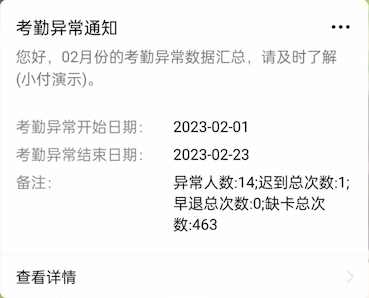 考勤异常通知
您好，02月份的考勤异常数据汇总，请及时了解
(小付演示)。
考勤异常开始日期： 2023-02-01
考勤异常结束日期： 2023-02-23
备注： 异常人数:14;迟到总次数:1;
早退总次数:0;缺卡总次
数:463
查看详情